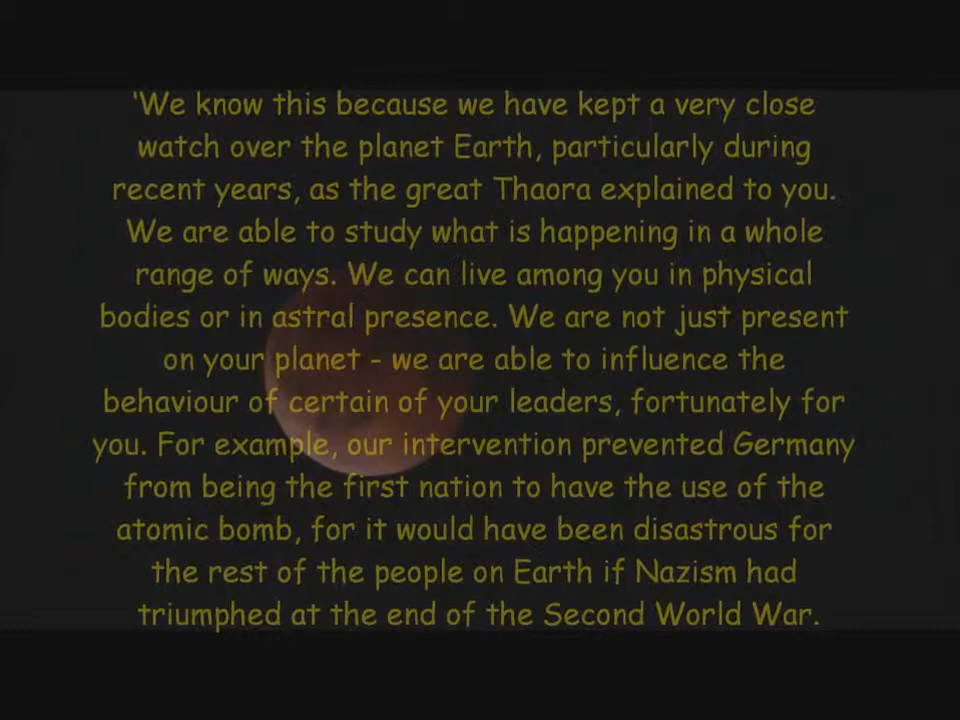 ‘We know this because we have kept a very close
watch over the planet Earth, particularly during
recent years, as the great Thaora explained to you.
We are able to study what is happening in a whole
range of ways. We can live among you in physical
bodies or in astral presence. We are not just present
on your planet - we are able to influence the
behaviour of certain of your leaders, fortunately for
you. For example, our intervention prevented Germany
from being the first nation to have the use of the
atomic bomb, for it would have been disastrous for
the rest of the people on Earth if Nazism had
triumphed at the end of the Second World War.